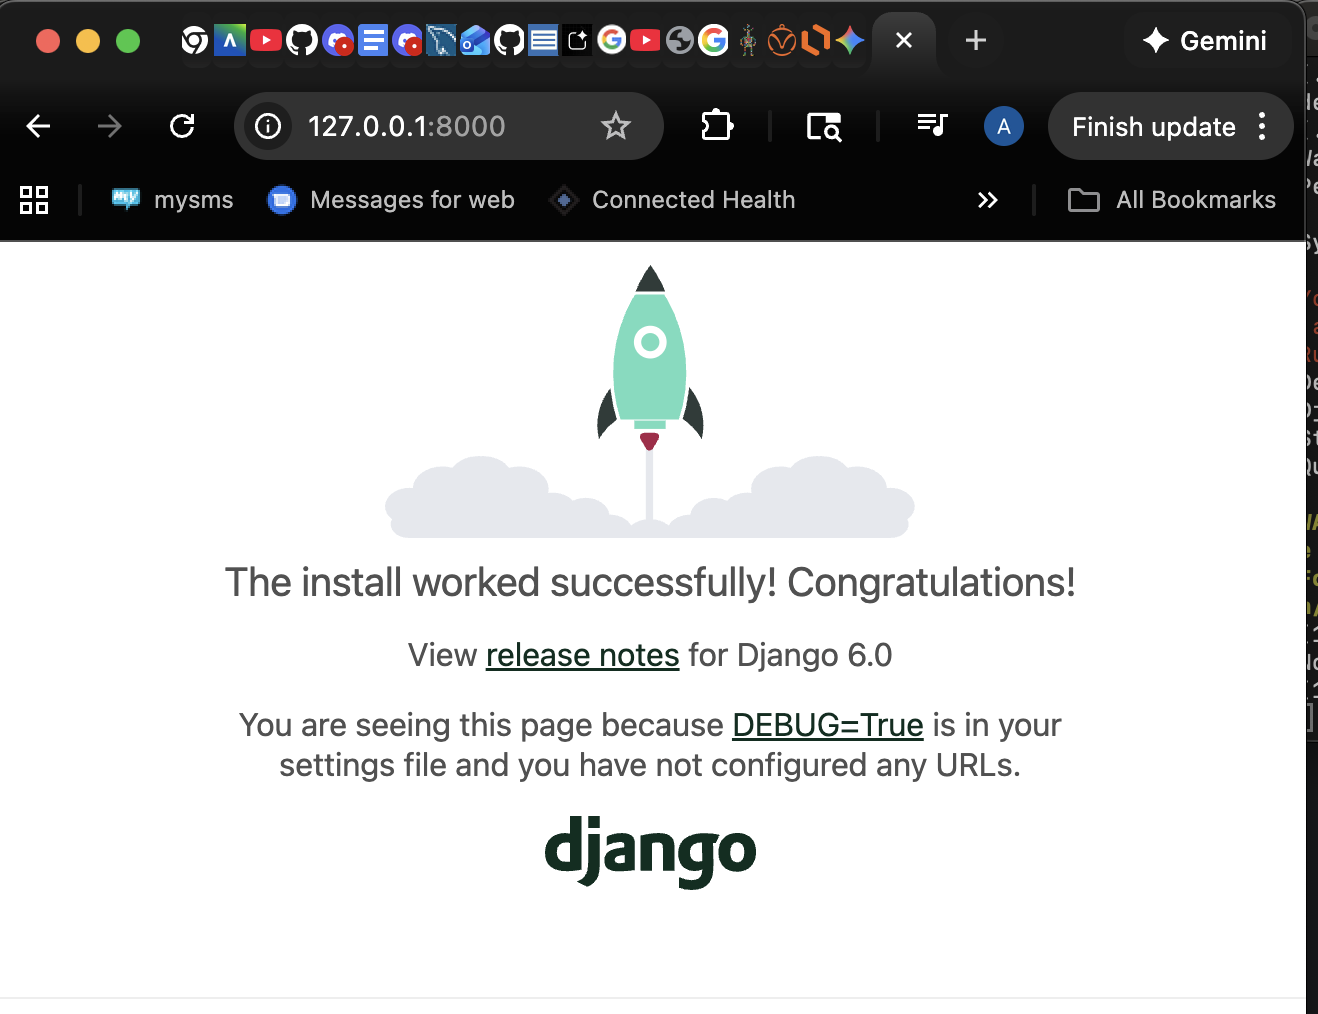 Gemini
127.0.0.1:8000
A
Finish update
mysms
Messages for web
Connected Health
All Bookmarks
The install worked successfully! Congratulations!
View release notes for Django 6.0
You are seeing this page because DEBUG=True is in your
settings file and you have not configured any URLs.
django